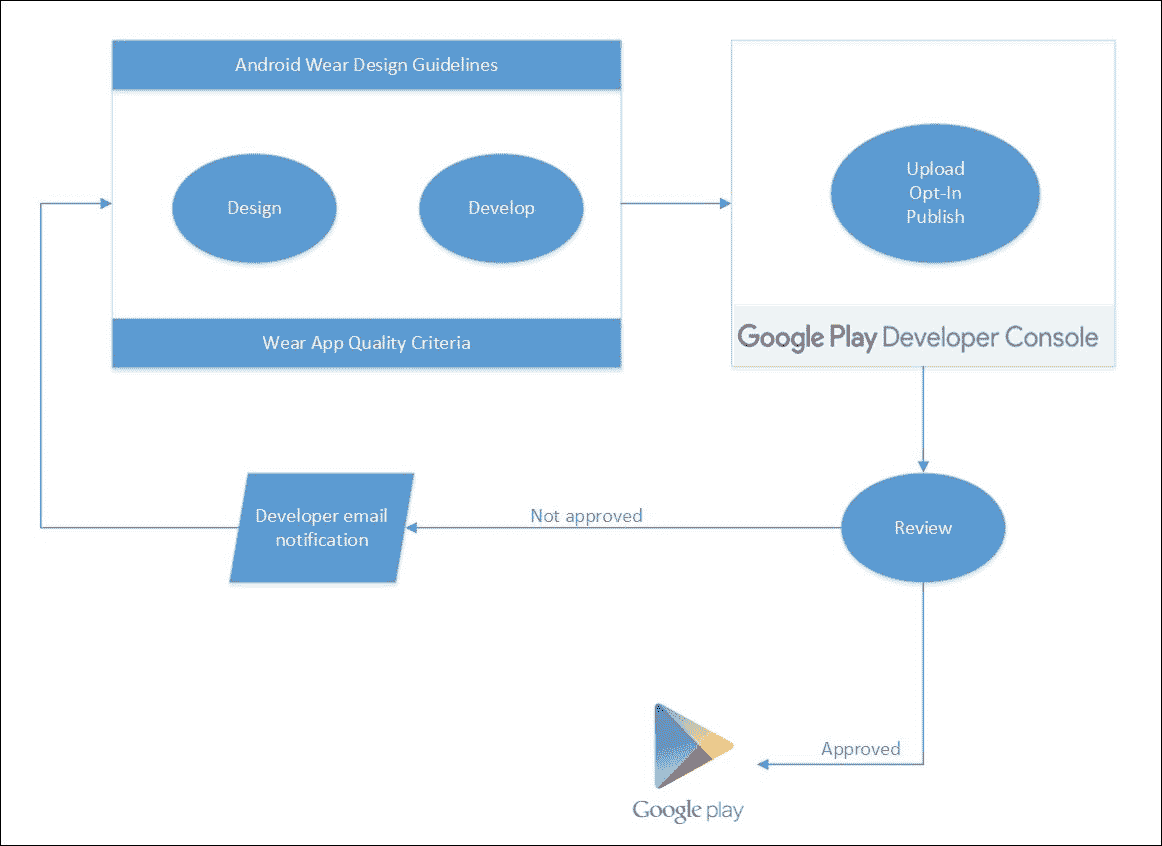 Android Wear Design Guidelines
Design
Develop
Wear App Quality Criteria
Upload
Opt-In
Publish
Google Play Developer Console
Developer email
notification
Not approved
Review
Approved
Google play